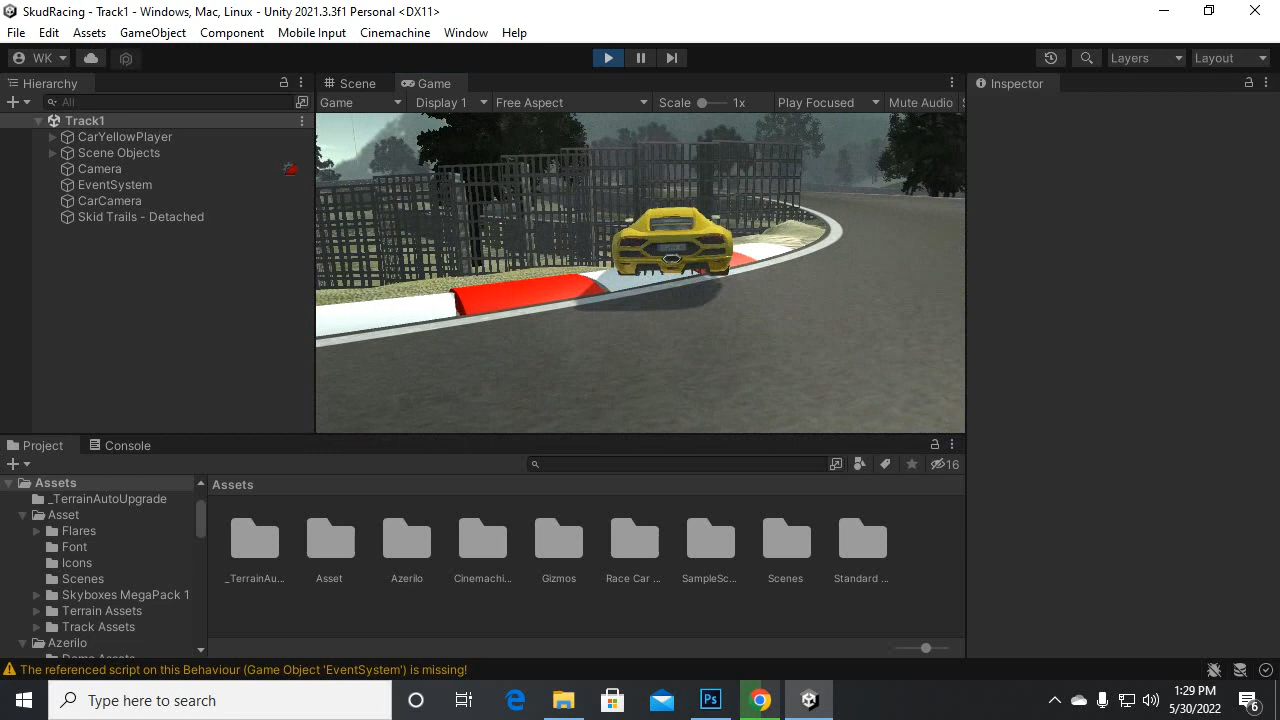 SkudRacing - Track1 - Windows, Mac, Linux - Unity 2021.3.3f1 Personal <DX11>
File Edit Assets GameObject Component Mobile Input Cinemachine Window Help
WK Layers Layout
Hierarchy Scene Game Inspector
All Game Display 1 Free Aspect Scale 1x Play Focused Mute Audio S
Track1
CarYellowPlayer
Scene Objects
Camera
EventSystem
CarCamera
Skid Trails - Detached
Project Console
16
Assets Assets
_TerrainAutoUpgrade
Asset
Flares
Font
Icons
Scenes
Skyboxes MegaPack 1
Terrain Assets
Track Assets
Azerilo
Demo Assets
_TerrainAu... Asset Azerilo Cinemachi... Gizmos Race Car ... SampleSc... Scenes Standard ...
The referenced script on this Behaviour (Game Object 'EventSystem') is missing!
Type here to search
Ps
1:29 PM
5/30/2022
6